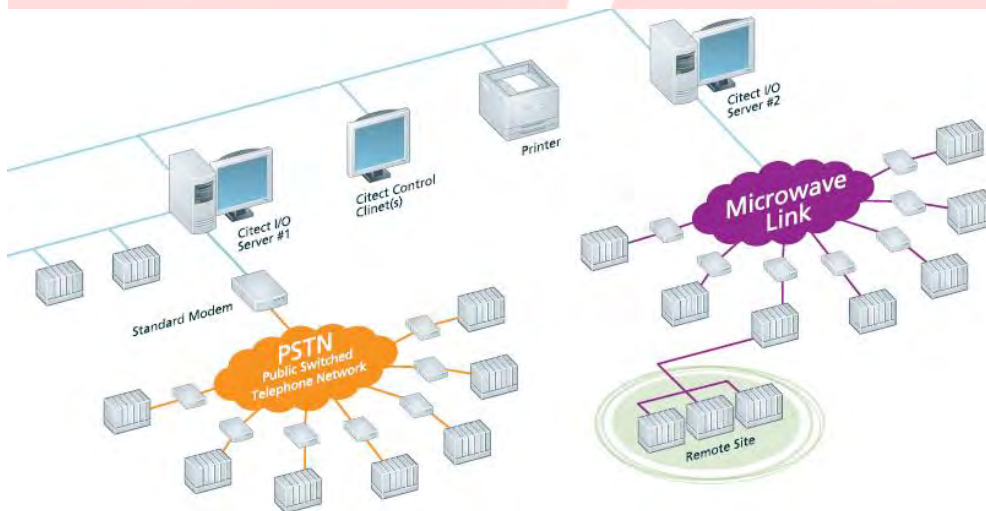 Citect I/O
Server #2
Printer
Citect Control
Clinet(s)
Citect I/O
Server #1
Microwave
Link
Standard Modem
PSTN
Public Switched
Telephone Network
Remote Site